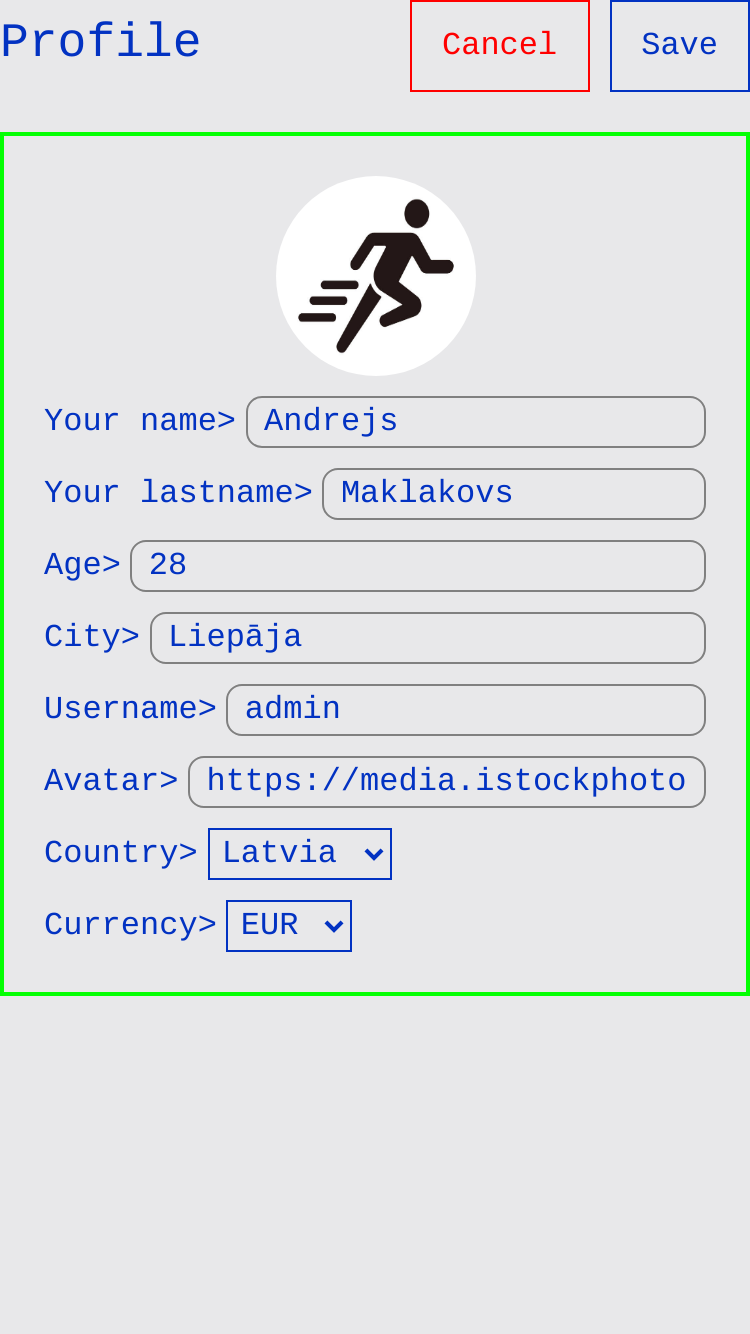 Profile Cancel Save
Your name> Andrejs
Your lastname> Maklakovs
Age> 28
City> Liepāja
Username> admin
Avatar> https://media.istockphoto
Country> Latvia
Currency> EUR